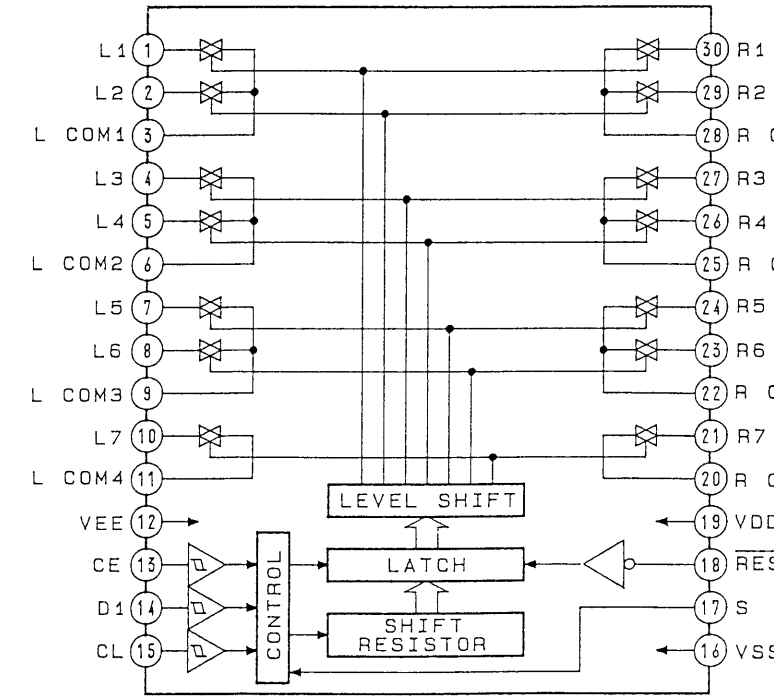 L1 1 30 R1
L2 2 29 R2
L COM1 3 28 R
L3 4 27 R3
L4 5 26 R4
L COM2 6 25 R
L5 7 24 R5
L6 8 23 R6
L COM3 9 22 R
L7 10 21 R7
L COM4 11 20 R
LEVEL SHIFT
VEE 12 19 VDD
CE 13 18 RES
CONTROL
LATCH
D1 14 17 S
SHIFT
RESISTOR
CL 15 16 VSS